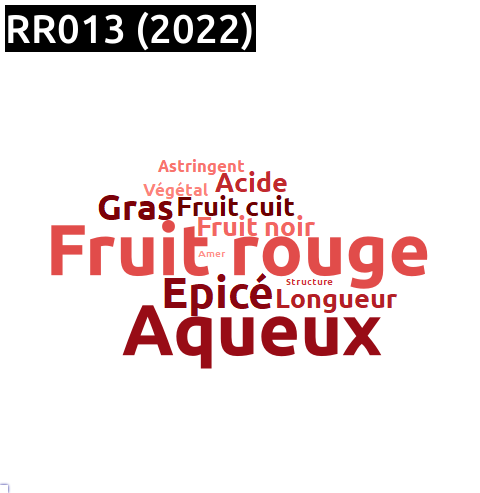 RR013 (2022)
Astringent
Acide
Végétal
Gras
Fruit cuit
Fruit noir
Fruit rouge
Amer
Epicé
Structure
Longueur
Aqueux